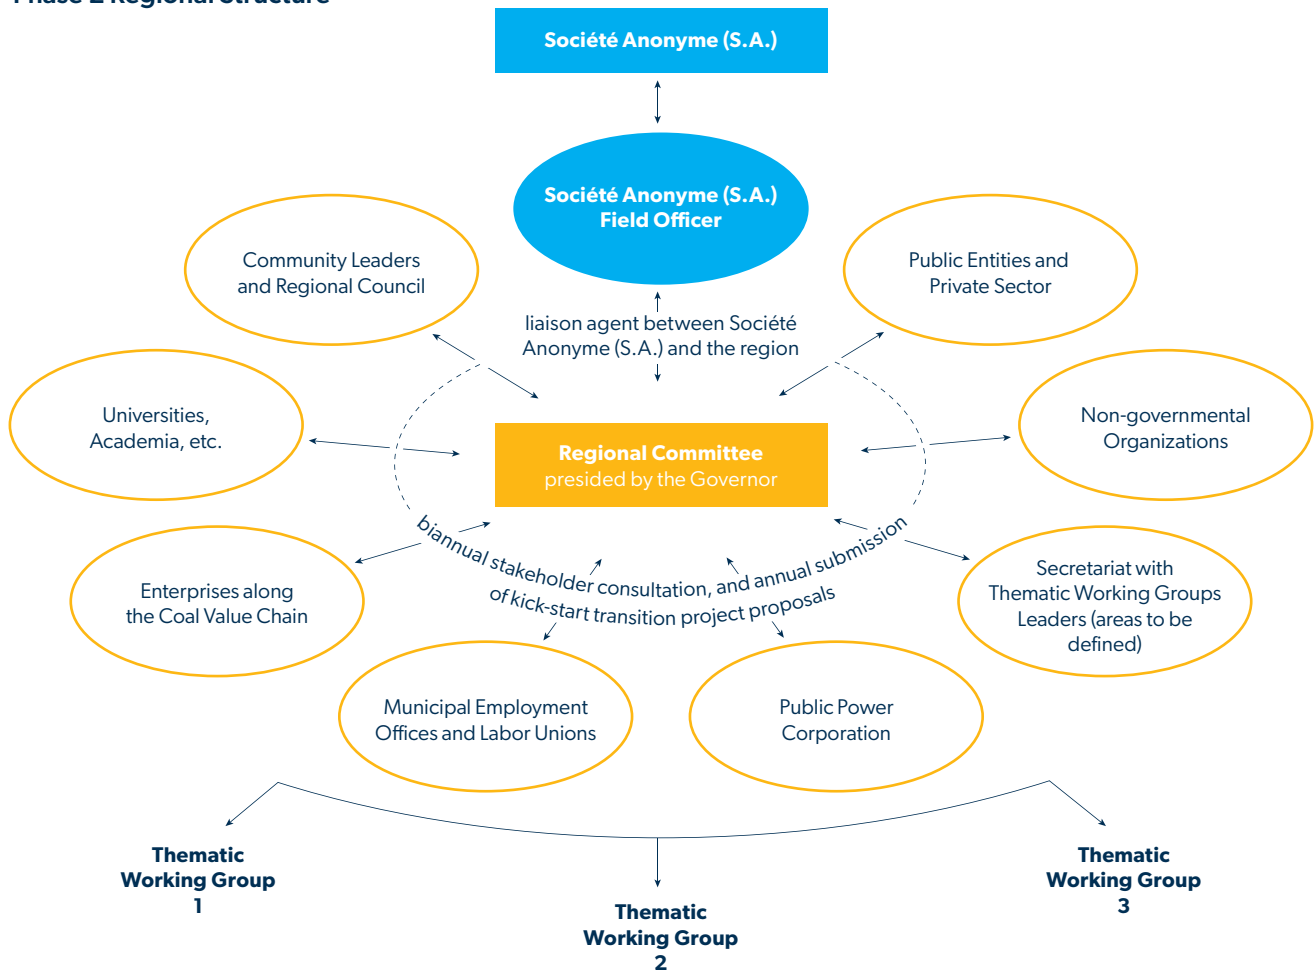 Phase 2 Regional Structure
Société Anonyme (S.A.)
Société Anonyme (S.A.)
Field Officer
Community Leaders
and Regional Council
Public Entities and
Private Sector
liaison agent between Société
Anonyme (S.A.) and the region
Universities,
Academia, etc.
Non-governmental
Organizations
Regional Committee
presided by the Governor
biannual stakeholder consultation, and annual submission
of kick-start transition project proposals
Enterprises along
the Coal Value Chain
Secretariat with
Thematic Working Groups
Leaders (areas to be
defined)
Municipal Employment
Offices and Labor Unions
Public Power
Corporation
Thematic
Working Group
1
Thematic
Working Group
2
Thematic
Working Group
3